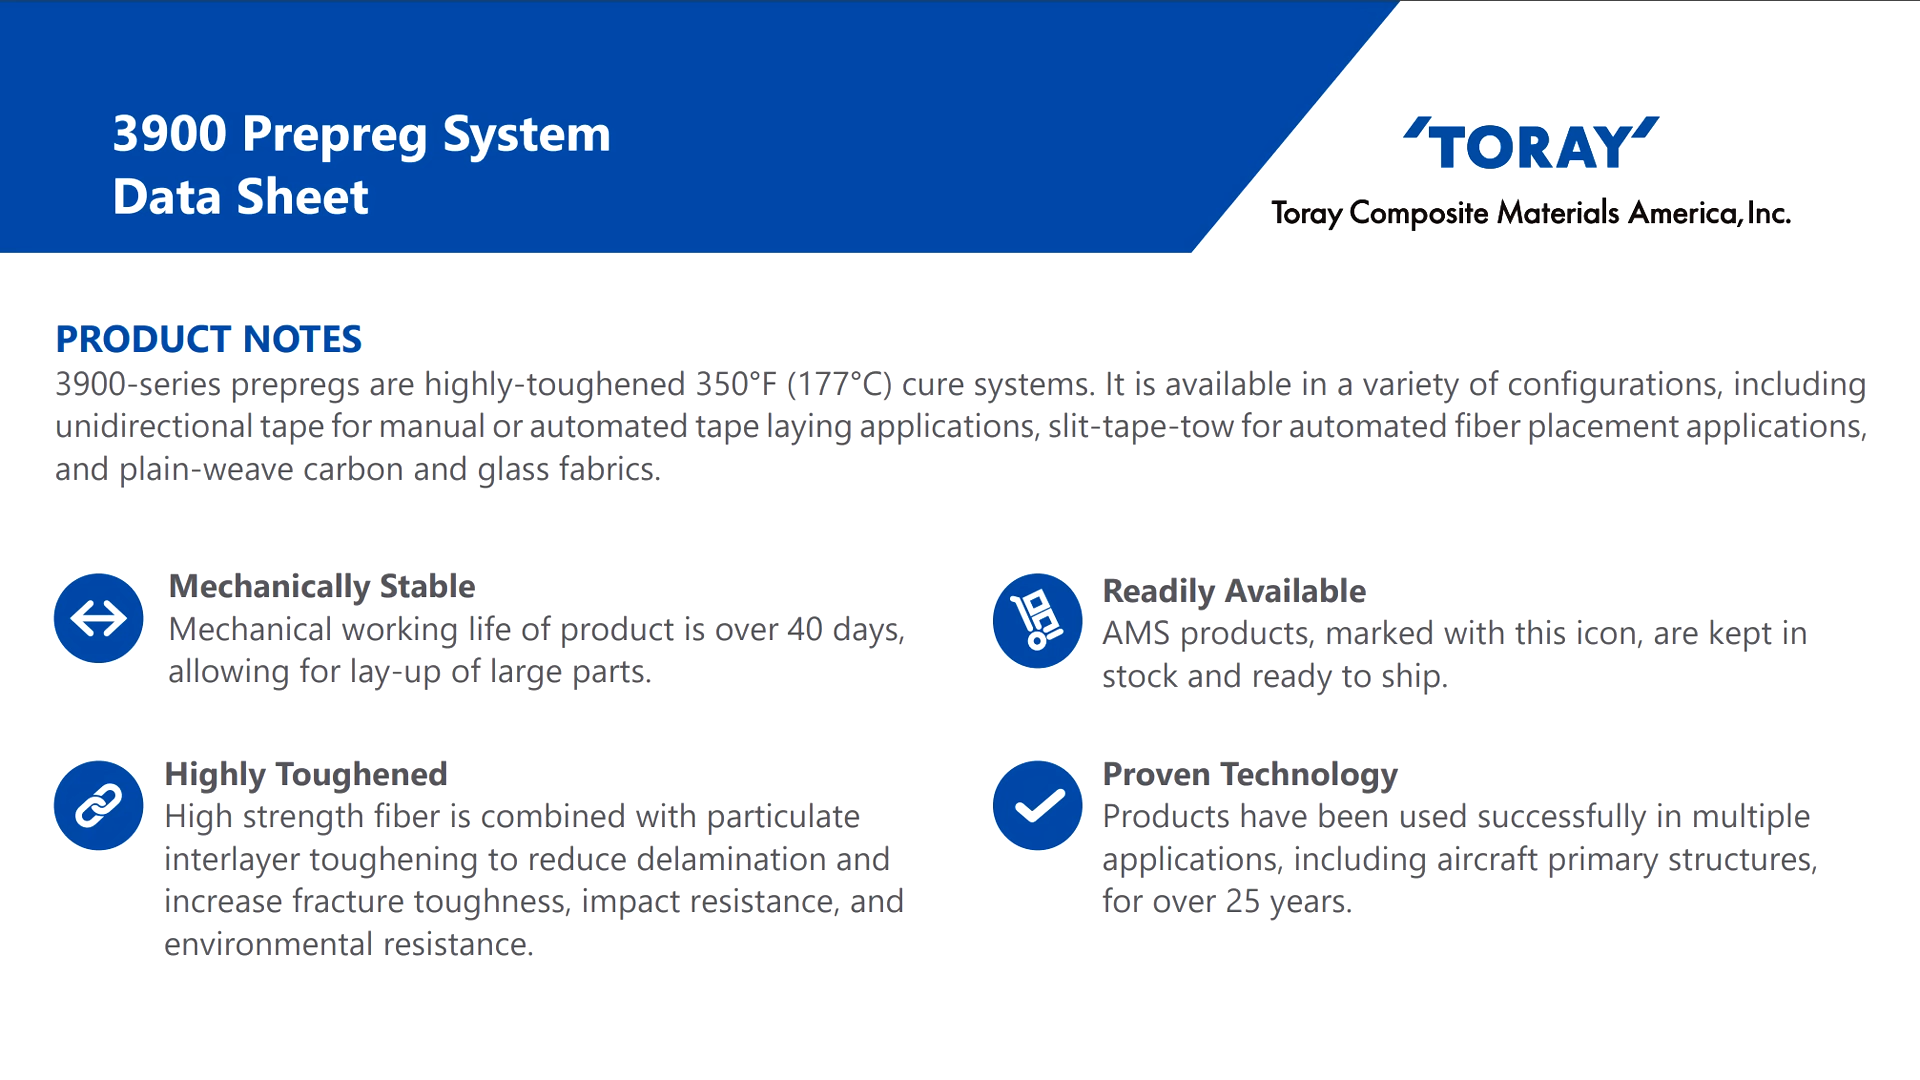 3900 Prepreg System
Data Sheet
TORAY
Toray Composite Materials America, Inc.
PRODUCT NOTES
3900-series prepregs are highly-toughened 350°F (177°C) cure systems. It is available in a variety of configurations, including
unidirectional tape for manual or automated tape laying applications, slit-tape-tow for automated fiber placement applications,
and plain-weave carbon and glass fabrics.
Mechanically Stable
Mechanical working life of product is over 40 days,
allowing for lay-up of large parts.
Readily Available
AMS products, marked with this icon, are kept in
stock and ready to ship.
Highly Toughened
High strength fiber is combined with particulate
interlayer toughening to reduce delamination and
increase fracture toughness, impact resistance, and
environmental resistance.
Proven Technology
Products have been used successfully in multiple
applications, including aircraft primary structures,
for over 25 years.